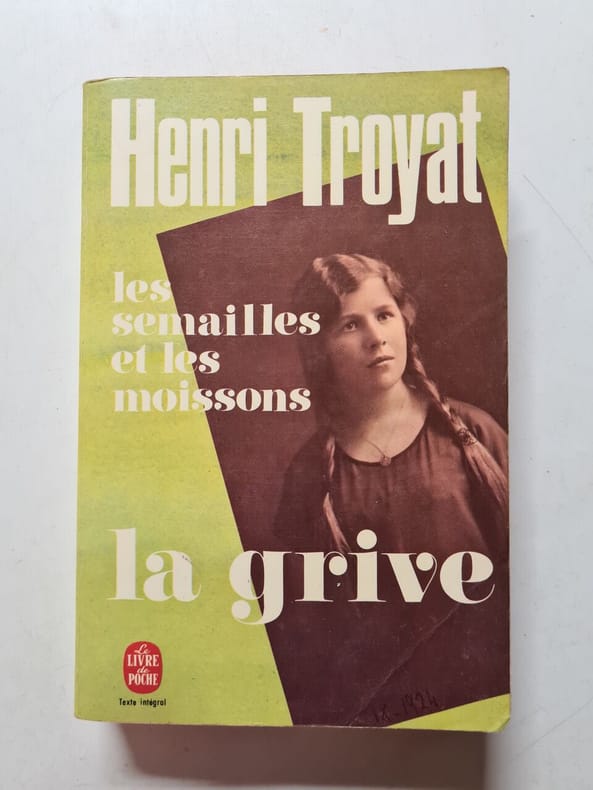 Henri Troyat
les
semailles
et les
moissons
la grive
Le
LIVRE
de
POCHE
Texte intégral